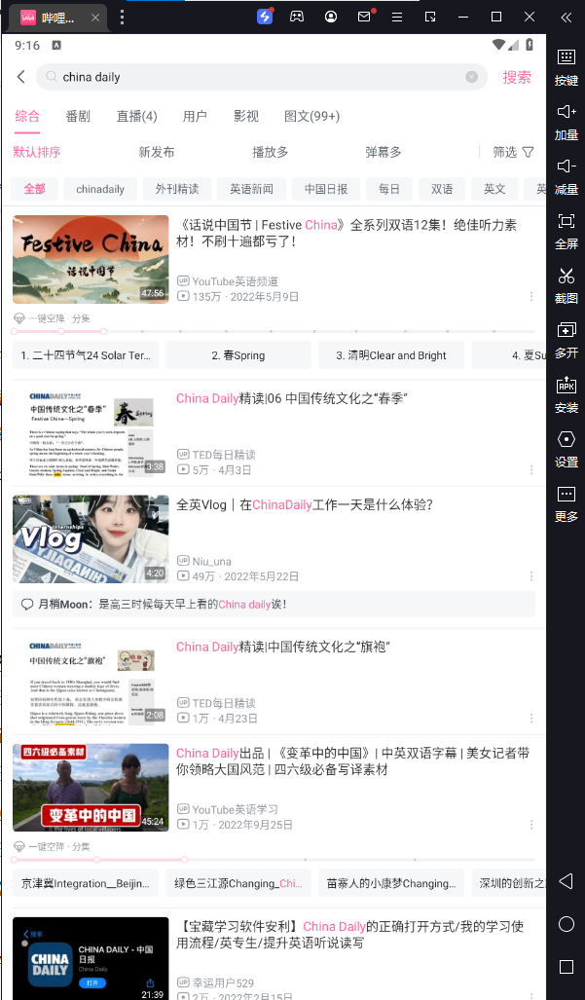 哔哩...
9:16
china daily
搜索
综合 番剧 直播(4) 用户 影视 图文(99+)
默认排序 新发布 播放多 弹幕多 筛选
全部 chinadaily 外刊精读 英语新闻 中国日报 每日 双语 英文 英
Festive China
话说中国节
47:56
《话说中国节 | Festive China》全系列双语12集！绝佳听力素
材！不刷十遍都亏了！
UP YouTube英语频道
135万 · 2022年5月9日
一键空降 · 分集
1. 二十四节气24 Solar Ter... 2. 春Spring 3. 清明Clear and Bright 4. 夏Su
CHINADAILY
中国传统文化之“春季”
Festive China—Spring
春 Spring
3:38
China Daily精读|06 中国传统文化之“春季”
UP TED每日精读
5万 · 4月3日
Internships
Vlog
4:20
全英Vlog｜在ChinaDaily工作一天是什么体验？
UP Niu_una
49万 · 2022年5月22日
月梢Moon：是高三时候每天早上看的China daily诶！
CHINADAILY
中国传统文化之“旗袍”
2:08
China Daily精读|中国传统文化之“旗袍”
UP TED每日精读
1万 · 4月23日
四六级必备素材
变革中的中国
45:24
China Daily出品 | 《变革中的中国》| 中英双语字幕 | 美女记者带
你领略大国风范 | 四六级必备写译素材
UP YouTube英语学习
1万 · 2022年9月25日
一键空降 · 分集
京津冀Integration__Beijin... 绿色三江源Changing_Chi... 苗寨人的小康梦Changing... 深圳的创新之
搜索
CHINA DAILY
CHINA DAILY - 中国
日报
China Daily
打开
21:39
【宝藏学习软件安利】China Daily的正确打开方式/我的学习使
用流程/英专生/提升英语听说读写
UP 幸运用户529
2万 · 2022年2月15日
按键
加量
减量
全屏
截图
多开
APK
安装
设置
更多